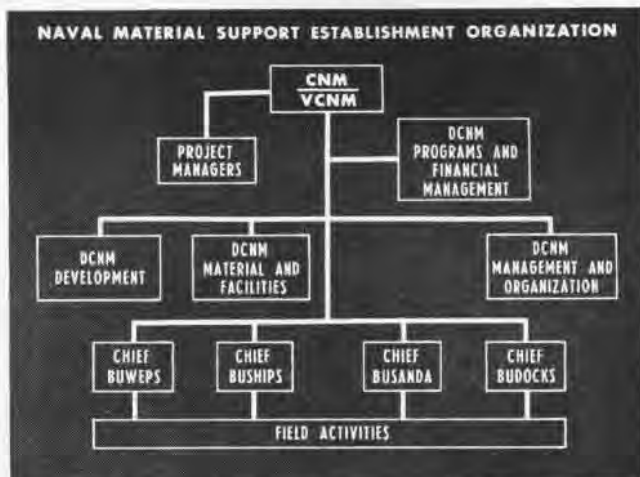 NAVAL MATERIAL SUPPORT ESTABLISHMENT ORGANIZATION
CNM
VCNM
PROJECT
MANAGERS
DCNM
PROGRAMS AND
FINANCIAL
MANAGEMENT
DCNM
DEVELOPMENT
DCNM
MATERIAL AND
FACILITIES
DCNM
MANAGEMENT AND
ORGANIZATION
CHIEF
BUWEPS
CHIEF
BUSHIPS
CHIEF
BUSANDA
CHIEF
BUDOCKS
FIELD ACTIVITIES